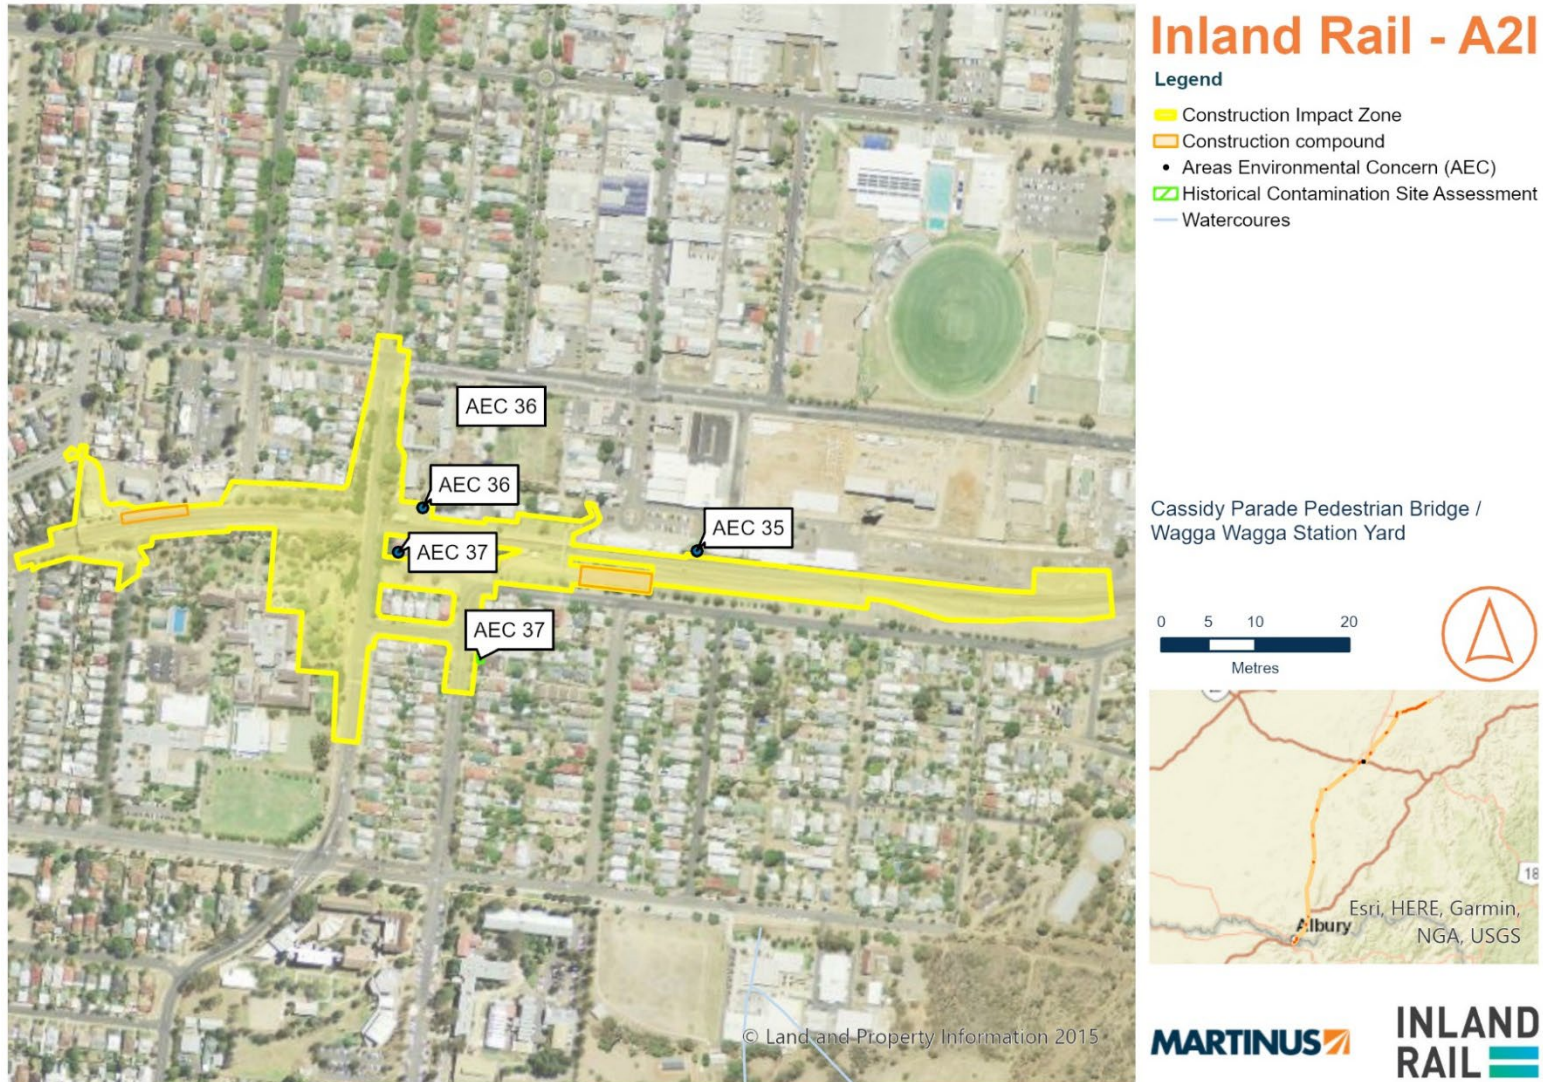 Inland Rail - A2I
Legend
Construction Impact Zone
Construction compound
Areas Environmental Concern (AEC)
Historical Contamination Site Assessment
Watercoures
AEC 36
AEC 36
AEC 35
AEC 37
AEC 37
Cassidy Parade Pedestrian Bridge /
Wagga Wagga Station Yard
0 5 10 20
Metres
18
Albury
Esri, HERE, Garmin,
NGA, USGS
© Land and Property Information 2015
MARTINUS
INLAND
RAIL